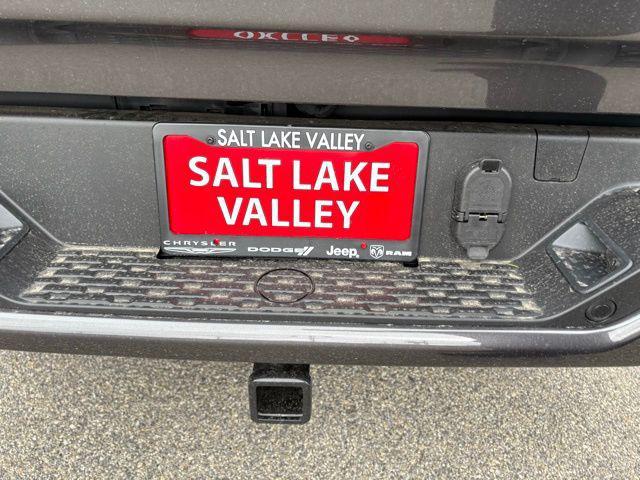 SALT LAKE VALLEY
SALT LAKE
VALLEY
CHRYSLER DODGE Jeep RAM